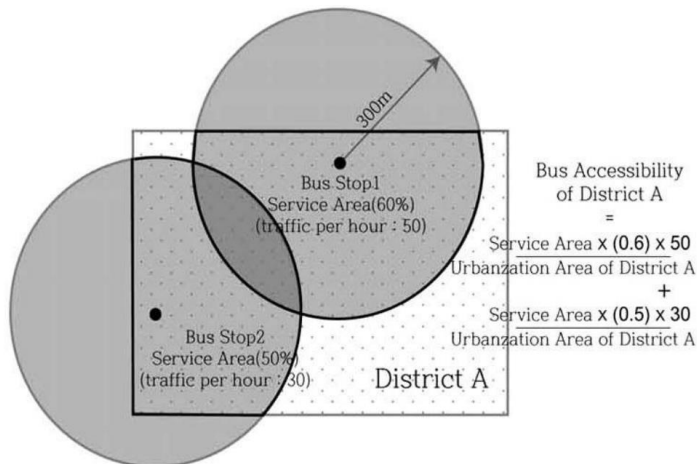 300m
Bus Stop1
Service Area(60%)
(traffic per hour : 50)
Bus Stop2
Service Area(50%)
(traffic per hour : 30)
District A
Bus Accessibility
of District A
=
Service Area x (0.6) x 50
Urbanzation Area of District A
+
Service Area x (0.5) x 30
Urbanzation Area of District A